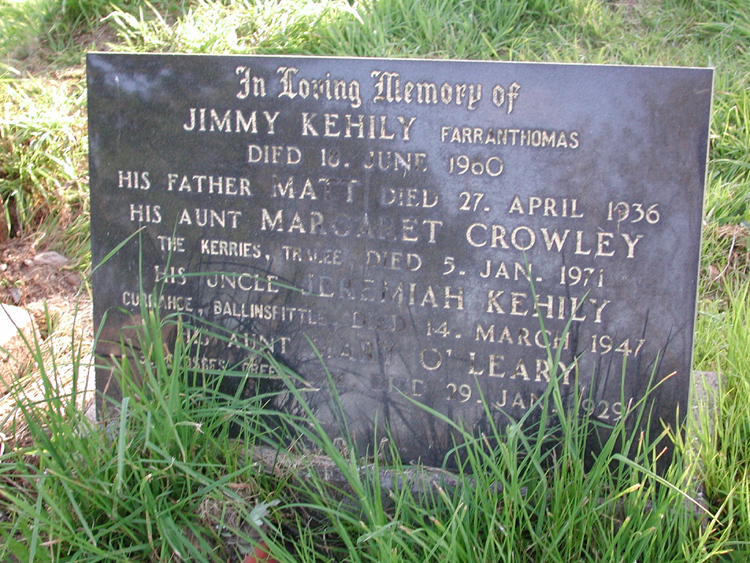 In Loving Memory of
JIMMY KEHILY FARRANTHOMAS
DIED 18. JUNE 1960
HIS FATHER MATT DIED 27. APRIL 1936
HIS AUNT MARGARET CROWLEY
THE KERRIES, TRALEE, DIED 5. JAN. 1971
HIS UNCLE JEREMIAH KEHILY
BALLINSPITTLE, DIED 14. MARCH 1947
HIS AUNT MARY O'LEARY
DIED 29. JAN. 1929